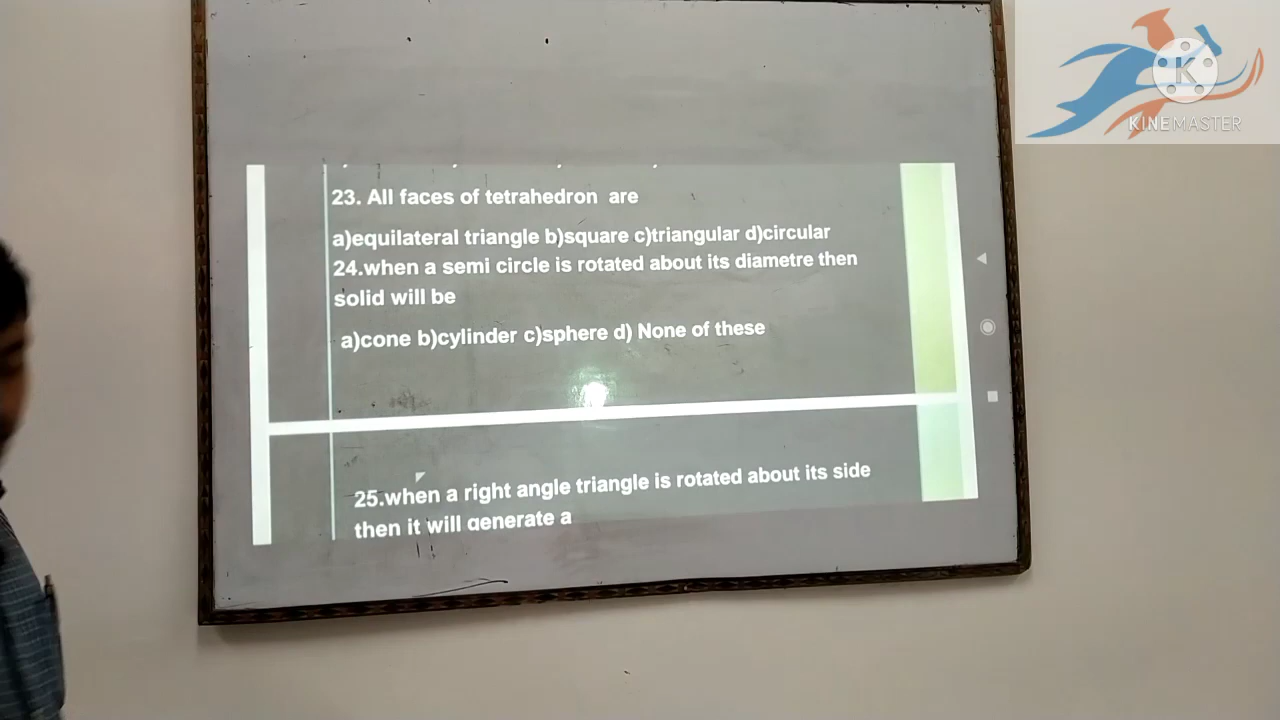 23. All faces of tetrahedron are
a)equilateral triangle b)square c)triangular d)circular
24.when a semi circle is rotated about its diametre then
solid will be
a)cone b)cylinder c)sphere d) None of these
25.when a right angle triangle is rotated about its side
then it will generate a
K
KINEMASTER